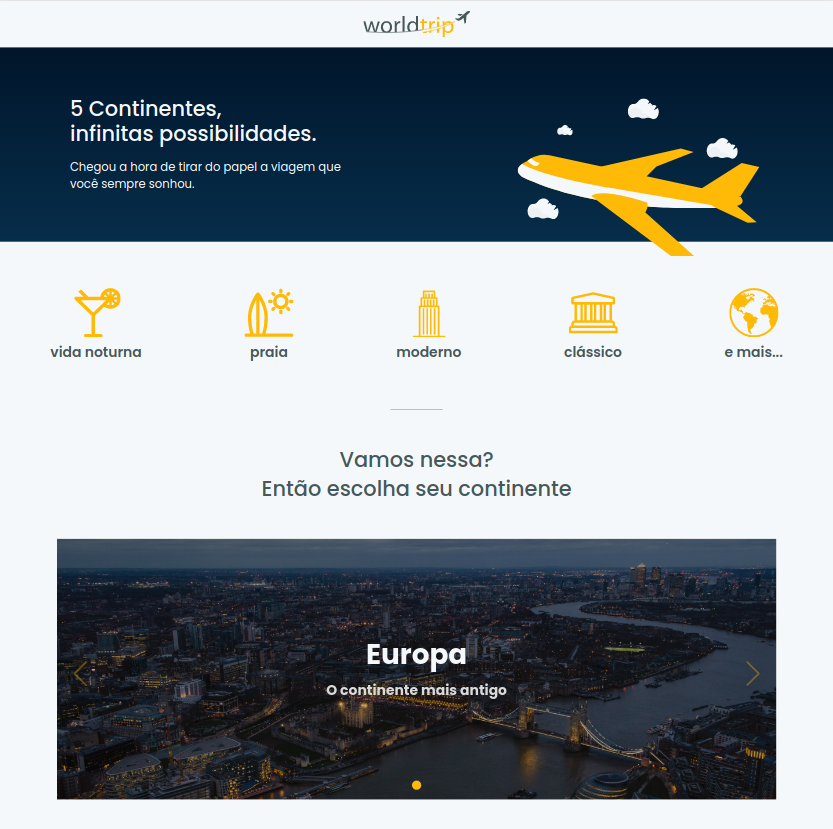 worldtrip
5 Continentes,
infinitas possibilidades.
Chegou a hora de tirar do papel a viagem que
você sempre sonhou.
vida noturna
praia
moderno
clássico
e mais...
Vamos nessa?
Então escolha seu continente
Europa
O continente mais antigo